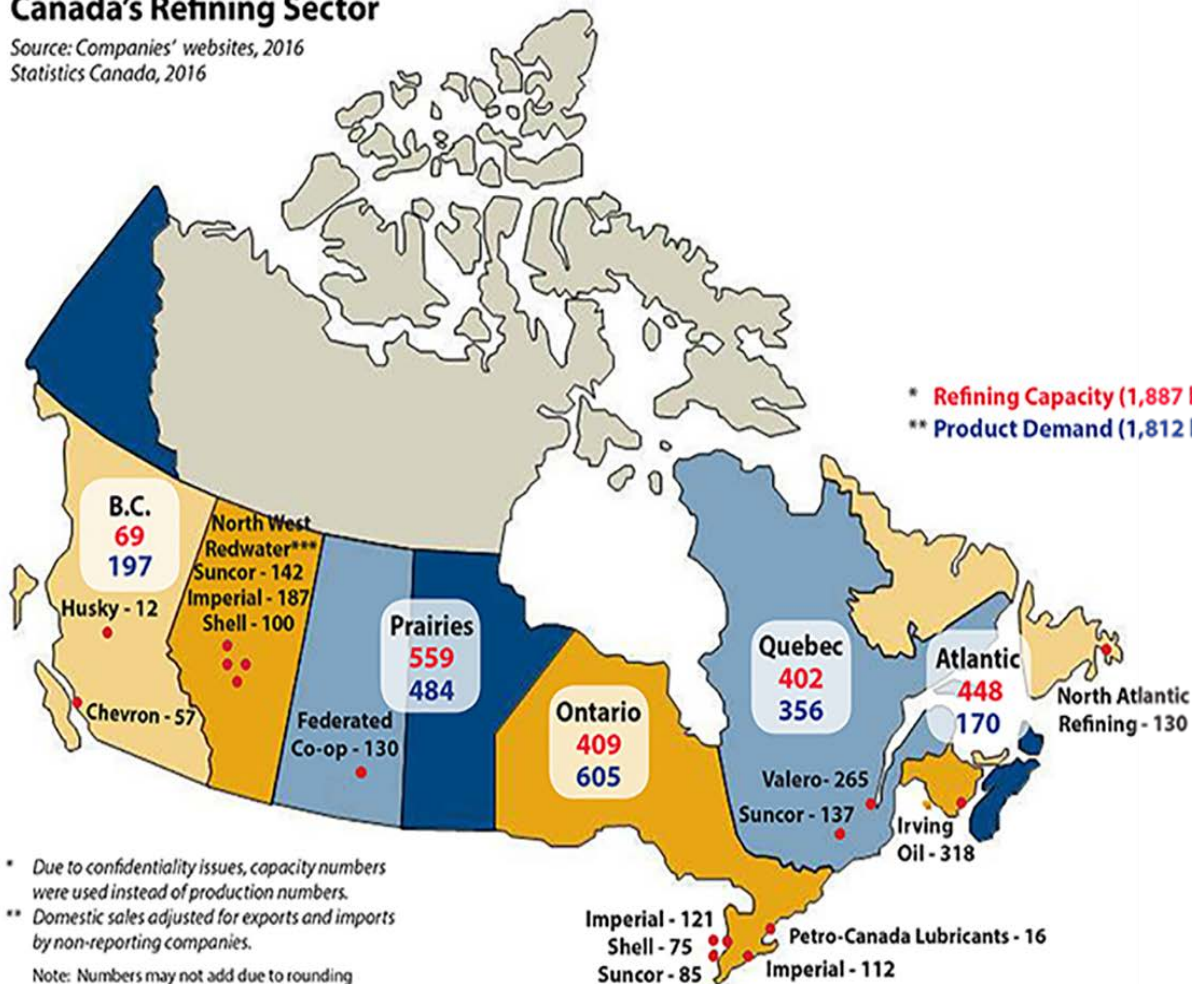 Canada's Refining Sector
Source: Companies' websites, 2016
Statistics Canada, 2016
* Refining Capacity (1,887
** Product Demand (1,812
B.C.
69
197
Husky - 12
Chevron - 57
North West
Redwater***
Suncor - 142
Imperial - 187
Shell - 100
Federated
Co-op - 130
Prairies
559
484
Ontario
409
605
Quebec
402
356
Valero- 265
Suncor - 137
Atlantic
448
170
North Atlantic
Refining - 130
Irving
Oil - 318
Imperial - 121
Shell - 75
Suncor - 85
Petro-Canada Lubricants - 16
Imperial - 112
* Due to confidentiality issues, capacity numbers
were used instead of production numbers.
** Domestic sales adjusted for exports and imports
by non-reporting companies.
Note: Numbers may not add due to rounding